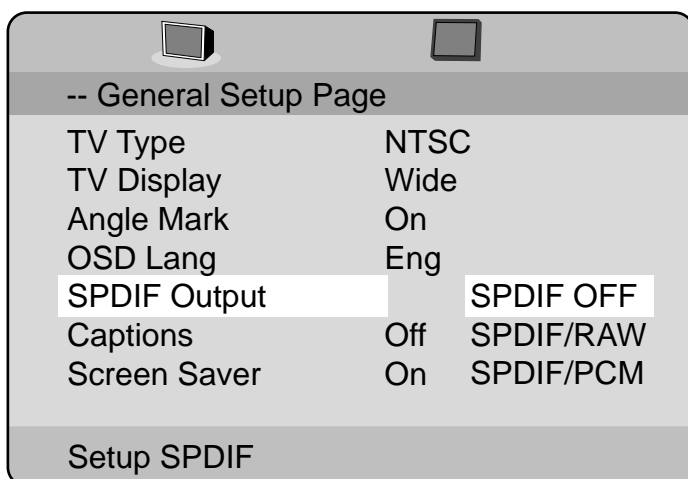 -- General Setup Page
TV Type NTSC
TV Display Wide
Angle Mark On
OSD Lang Eng
SPDIF Output SPDIF OFF
Captions Off SPDIF/RAW
Screen Saver On SPDIF/PCM
Setup SPDIF